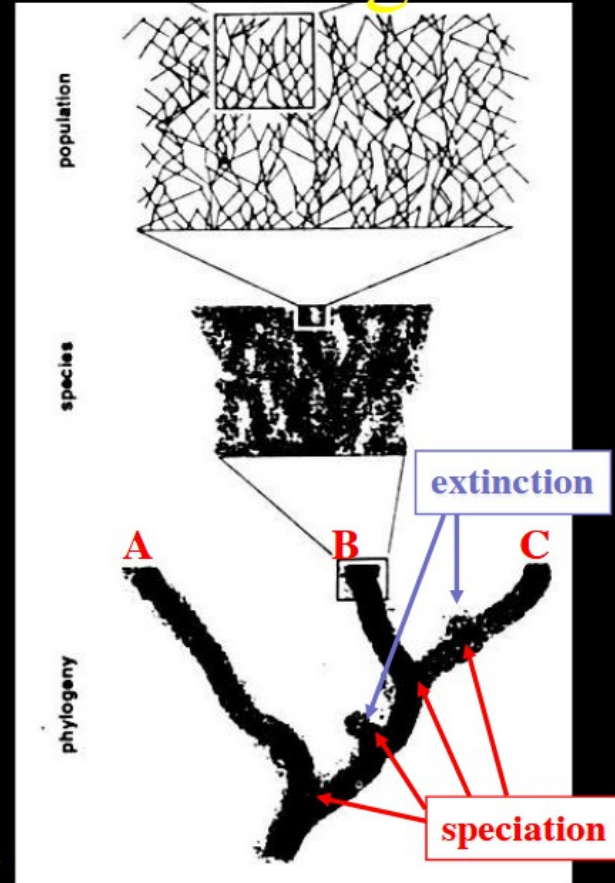 population
species
extinction
A
B
C
phylogeny
speciation